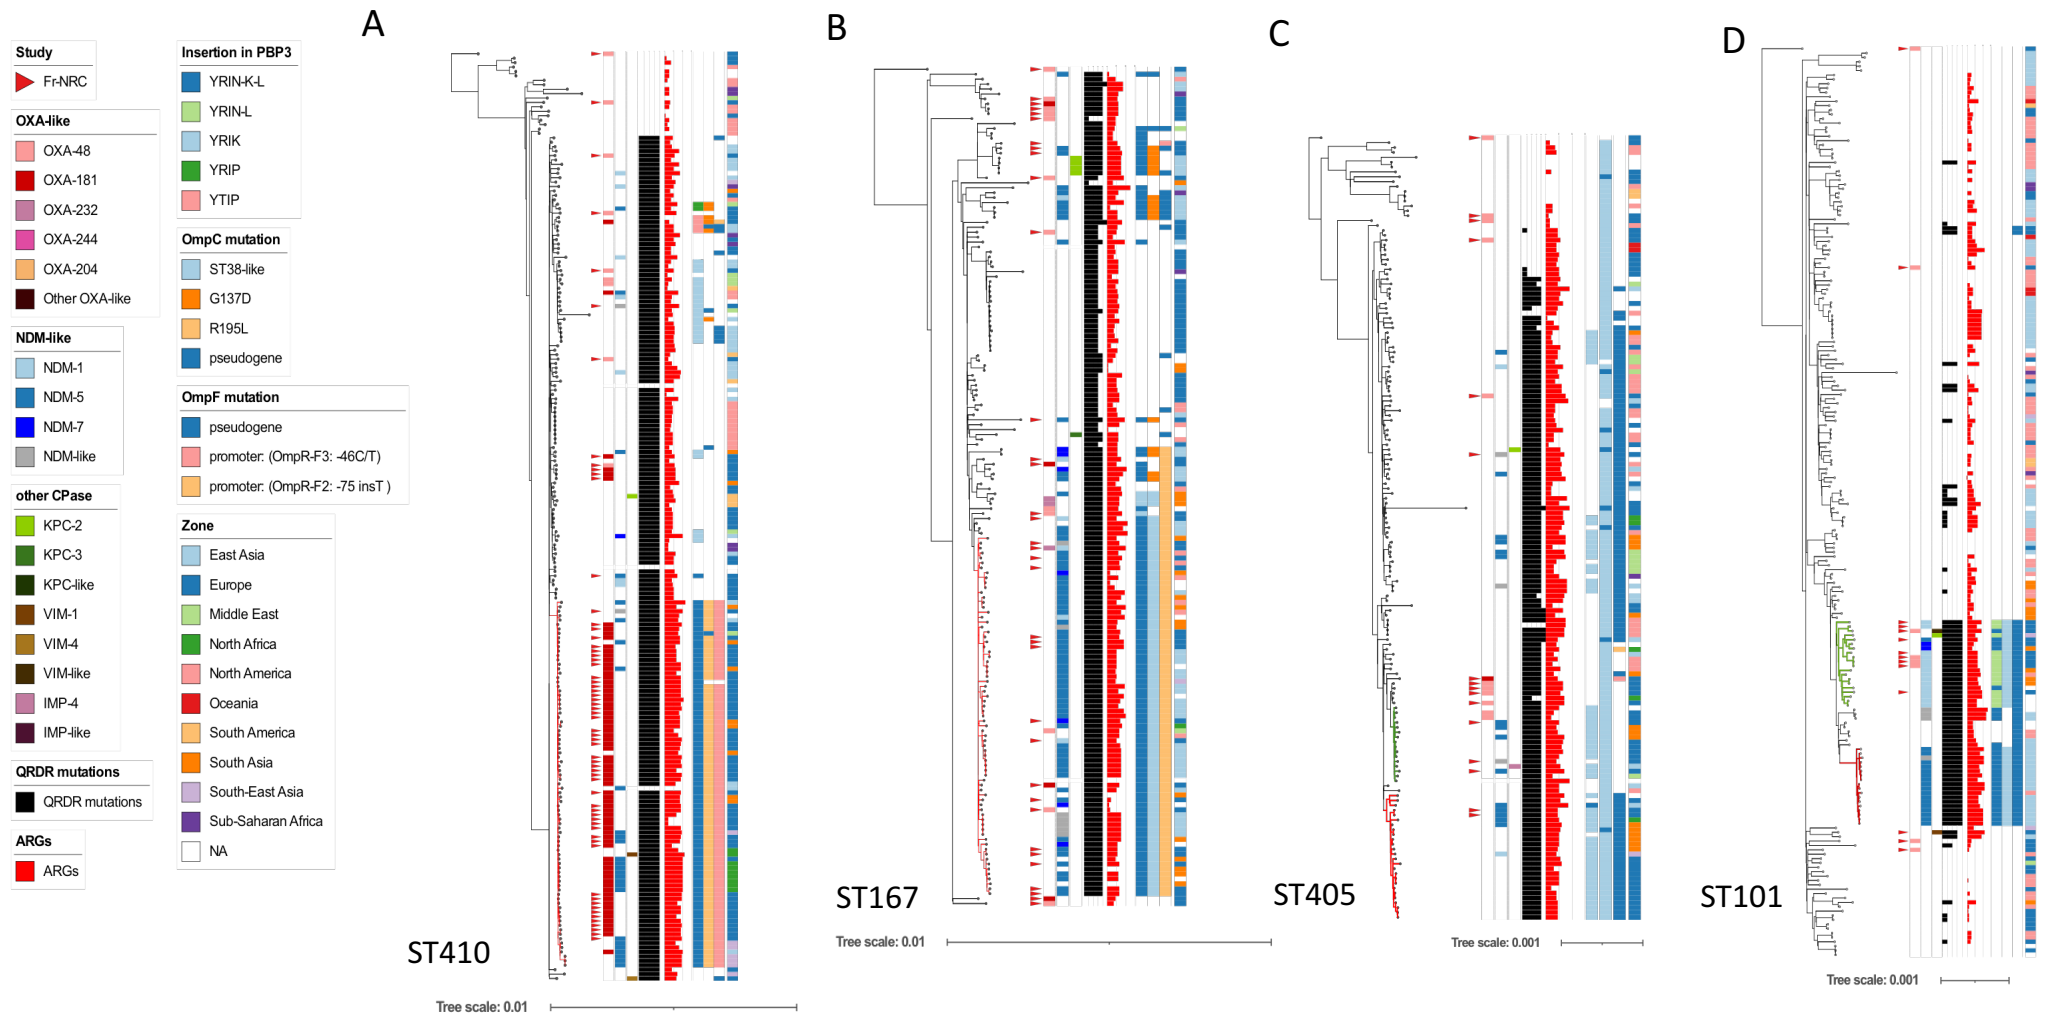 A
B
C
D
Study
Fr-NRC
OXA-like
OXA-48
OXA-181
OXA-232
OXA-244
OXA-204
Other OXA-like
NDM-like
NDM-1
NDM-5
NDM-7
NDM-like
other CPase
KPC-2
KPC-3
KPC-like
VIM-1
VIM-4
VIM-like
IMP-4
IMP-like
QRDR mutations
QRDR mutations
ARGs
ARGs
Insertion in PBP3
YRIN-K-L
YRIN-L
YRIK
YRIP
YTIP
OmpC mutation
ST38-like
G137D
R195L
pseudogene
OmpF mutation
pseudogene
promoter: (OmpR-F3: -46C/T)
promoter: (OmpR-F2: -75 insT )
Zone
East Asia
Europe
Middle East
North Africa
North America
Oceania
South America
South Asia
South-East Asia
Sub-Saharan Africa
NA
ST410
Tree scale: 0.01
ST167
Tree scale: 0.01
ST405
Tree scale: 0.001
ST101
Tree scale: 0.001